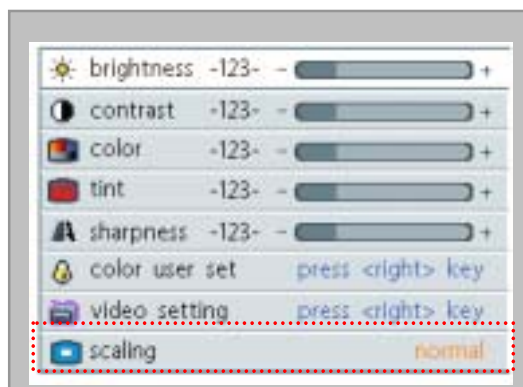 brightness -123- - +
contrast -123- - +
color -123- - +
tint -123- - +
sharpness -123- - +
color user set press <right> key
video setting press <right> key
scaling normal